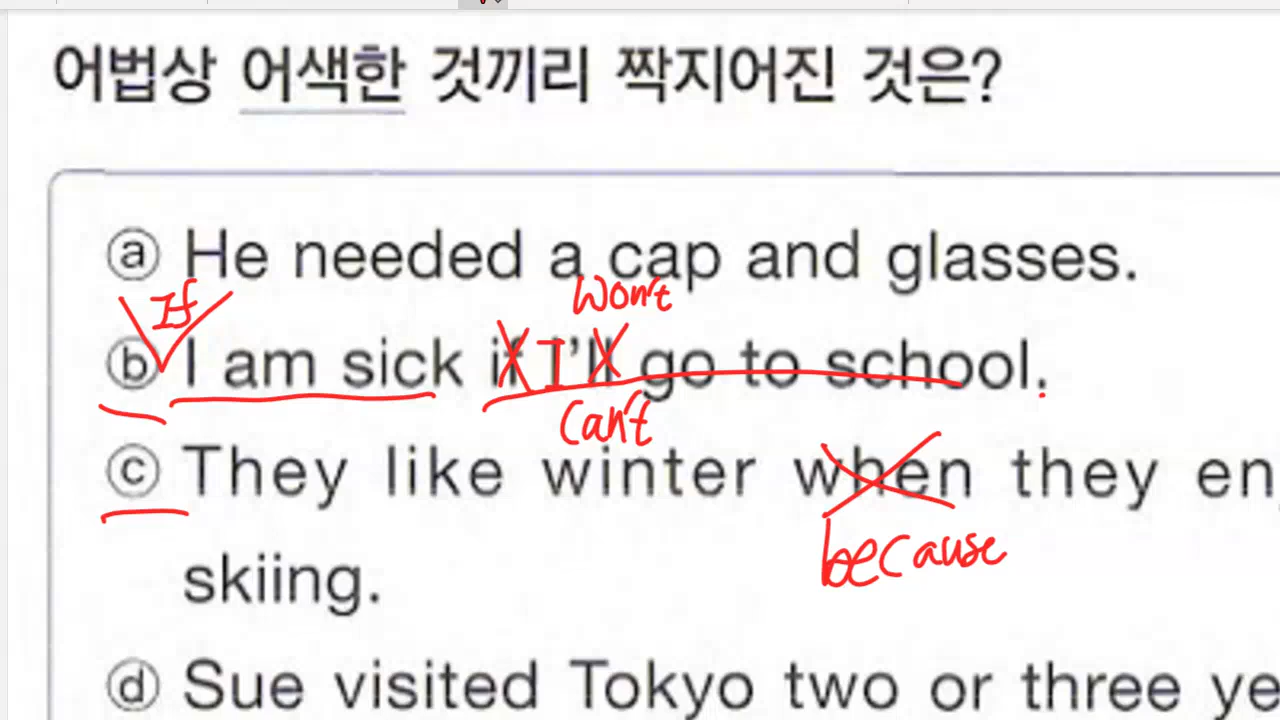 어법상 어색한 것끼리 짝지어진 것은?
ⓐ He needed a cap and glasses.
If
won't
ⓑ I am sick if I'll go to school.
can't
ⓒ They like winter when they en
because
skiing.
ⓓ Sue visited Tokyo two or three ye